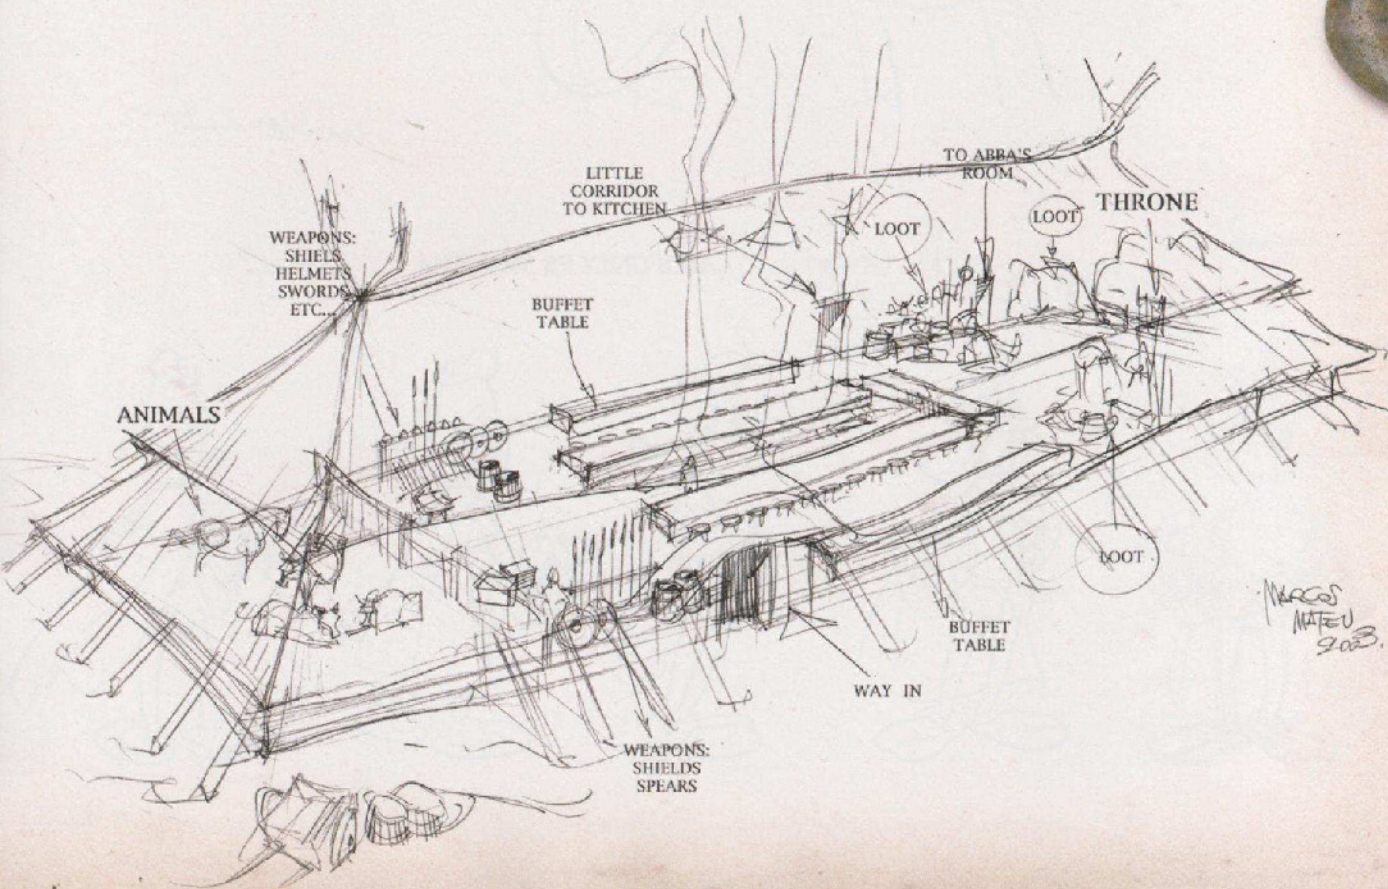 TO ABBA'S
ROOM
LITTLE
CORRIDOR
TO KITCHEN
THRONE
LOOT
LOOT
WEAPONS:
SHIELS
HELMETS
SWORDS
ETC...
BUFFET
TABLE
ANIMALS
LOOT
MARCOS
MATEU
2003.
BUFFET
TABLE
WAY IN
WEAPONS:
SHIELDS
SPEARS